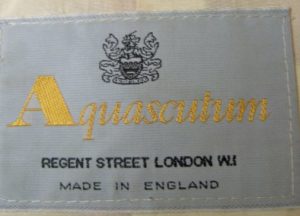 Aquascutum
REGENT STREET LONDON W.1
MADE IN ENGLAND